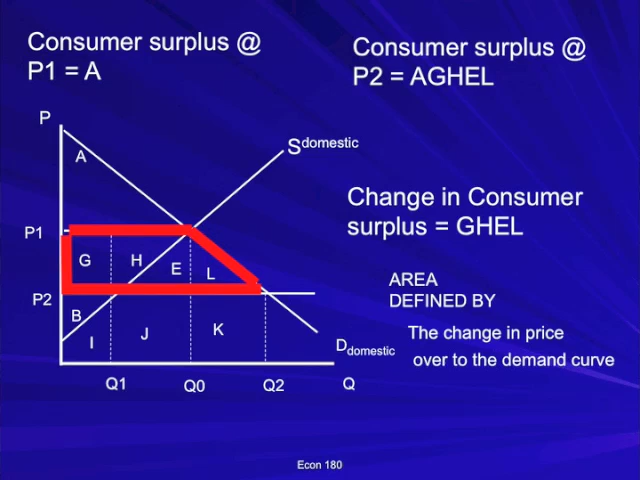 Consumer surplus @
P1 = A
Consumer surplus @
P2 = AGHEL
P
A
Sdomestic
Change in Consumer
surplus = GHEL
P1
G
H
E
L
AREA
DEFINED BY
P2
B
I
J
K
Ddomestic
The change in price
over to the demand curve
Q1
Q0
Q2
Q
Econ 180